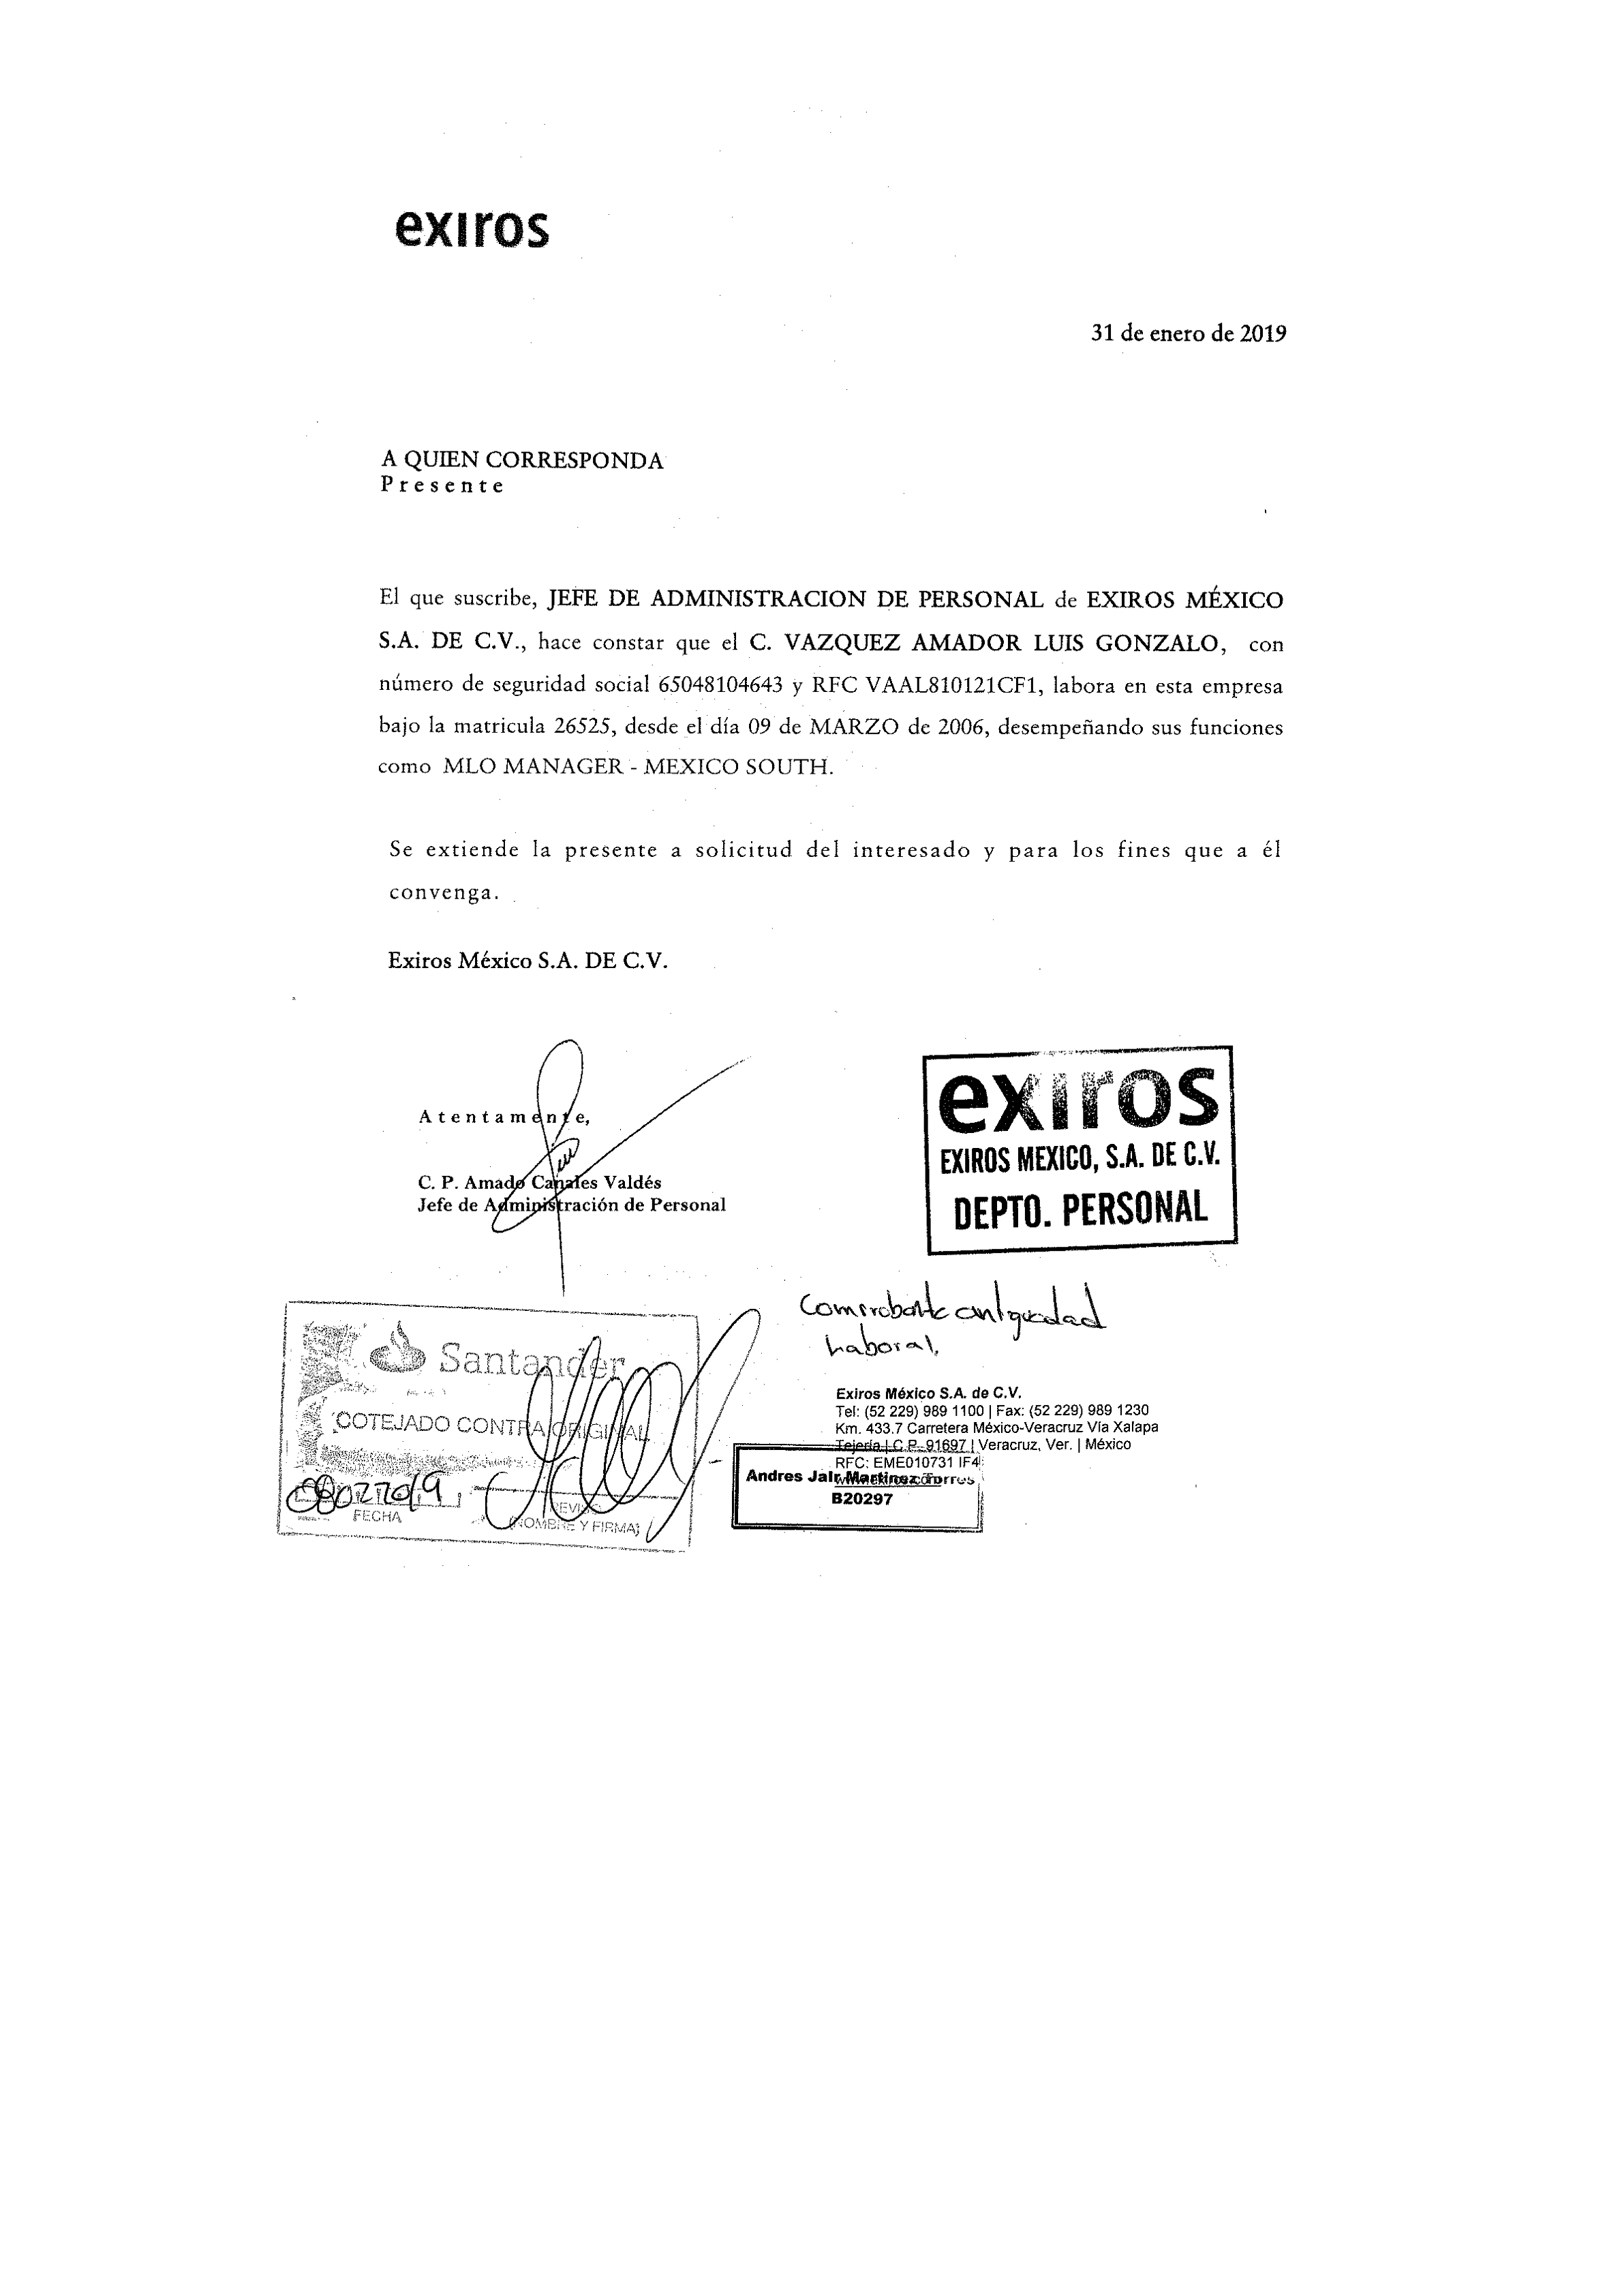 exiros
31 de enero de 2019
A QUIEN CORRESPONDA
Presente
El que suscribe, JEFE DE ADMINISTRACION DE PERSONAL de EXIROS MÉXICO
S.A. DE C.V., hace constar que el C. VAZQUEZ AMADOR LUIS GONZALO, con
número de seguridad social 65048104643 y RFC VAAL810121CF1, labora en esta empresa
bajo la matricula 26525, desde el día 09 de MARZO de 2006, desempeñando sus funciones
como MLO MANAGER - MEXICO SOUTH.
Se extiende la presente a solicitud del interesado y para los fines que a él
convenga.
Exiros México S.A. DE C.V.
Atentamente,
C. P. Amado Canales Valdés
Jefe de Administración de Personal
exiros
EXIROS MEXICO, S.A. DE C.V.
DEPTO. PERSONAL
Comprobante antiguedad
Laboral,
Santander
COTEJADO CONTRA ORIGINAL
08022019
FECHA
(NOMBRE Y FIRMA)
Exiros México S.A. de C.V.
Tel: (52 229) 989 1100 | Fax: (52 229) 989 1230
Km. 433.7 Carretera México-Veracruz Vía Xalapa
Tejería | C.P. 91697 | Veracruz, Ver. | México
RFC: EME010731 IF4
Andres Jair Martinez Torres
B20297